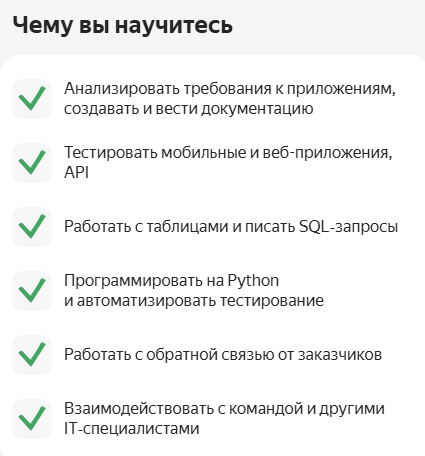 Чему вы научитесь
Анализировать требования к приложениям,
создавать и вести документацию
Тестировать мобильные и веб-приложения,
API
Работать с таблицами и писать SQL-запросы
Программировать на Python
и автоматизировать тестирование
Работать с обратной связью от заказчиков
Взаимодействовать с командой и другими
IT-специалистами